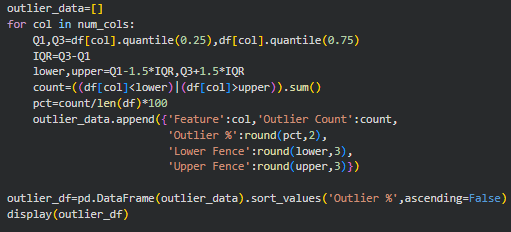 outlier_data=[]
for col in num_cols:
    Q1,Q3=df[col].quantile(0.25),df[col].quantile(0.75)
    IQR=Q3-Q1
    lower,upper=Q1-1.5*IQR,Q3+1.5*IQR
    count=((df[col]<lower)|(df[col]>upper)).sum()
    pct=count/len(df)*100
    outlier_data.append({'Feature':col,'Outlier Count':count,
                         'Outlier %':round(pct,2),
                         'Lower Fence':round(lower,3),
                         'Upper Fence':round(upper,3)})

outlier_df=pd.DataFrame(outlier_data).sort_values('Outlier %',ascending=False)
display(outlier_df)